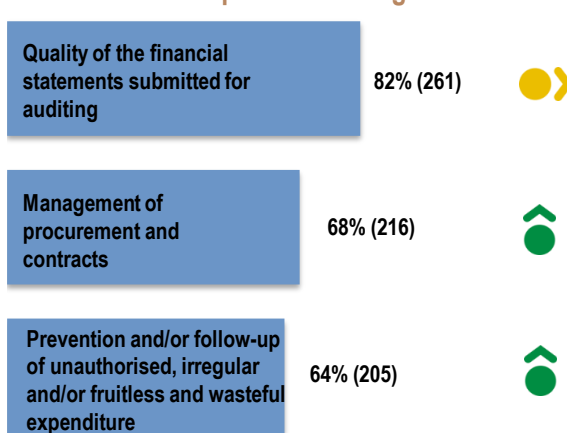 Quality of the financial
statements submitted for
auditing
82% (261)
Management of
procurement and
contracts
68% (216)
Prevention and/or follow-up
of unauthorised, irregular
and/or fruitless and wasteful
expenditure
64% (205)